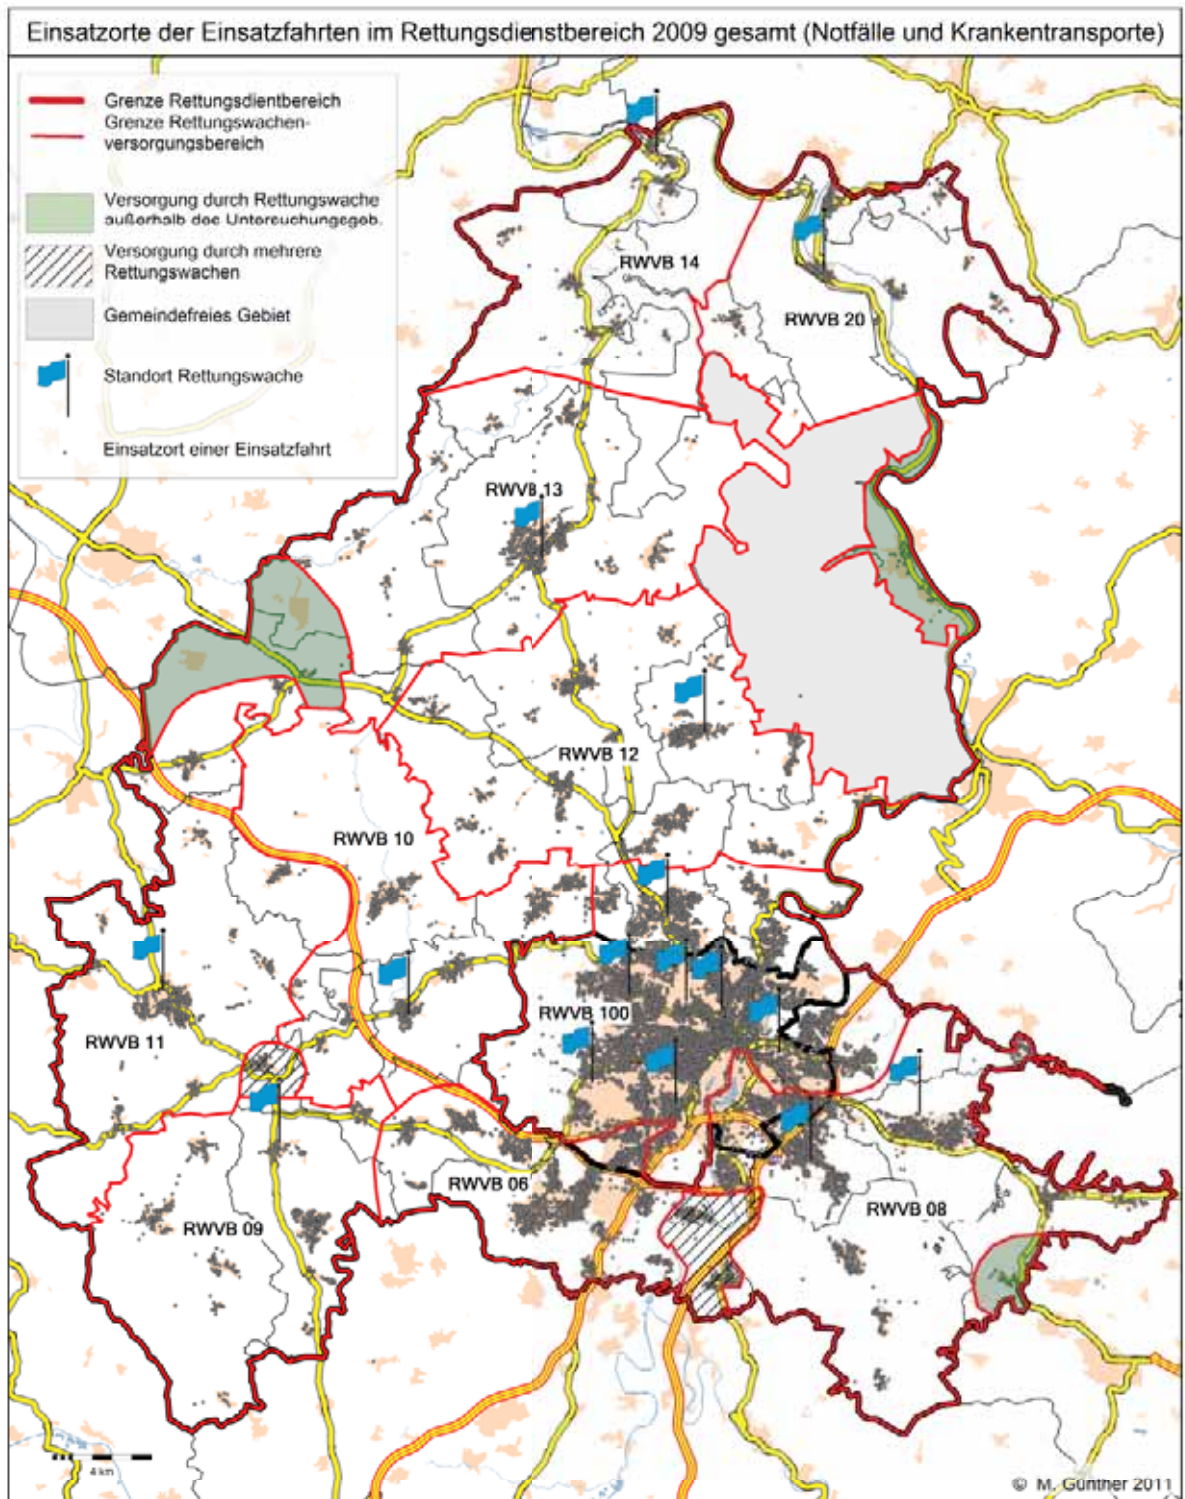 Einsatzorte der Einsatzfahrten im Rettungsdienstbereich 2009 gesamt (Notfälle und Krankentransporte)
Grenze Rettungsdientbereich
Grenze Rettungswachen-
versorgungsbereich
Versorgung durch Rettungswache
außerhalb des Untersuchungsgeb.
Versorgung durch mehrere
Rettungswachen
Gemeindefreies Gebiet
Standort Rettungswache
Einsatzort einer Einsatzfahrt
RWVB 14
RWVB 20
RWVB 13
RWVB 12
RWVB 10
RWVB 100
RWVB 11
RWVB 06
RWVB 09
RWVB 08
4 km
© M. Günther 2011